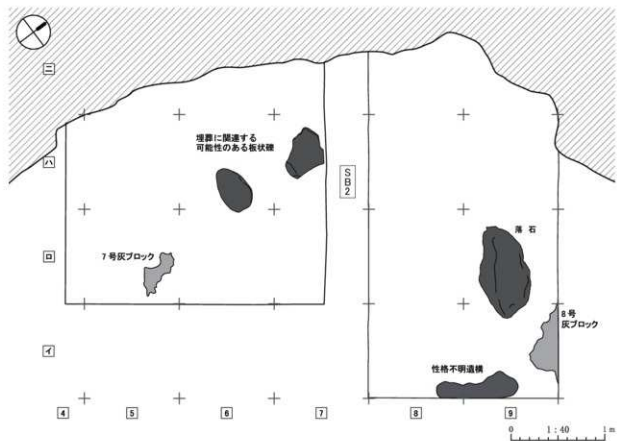 ニ
埋葬に関連する
可能性のある板状礫
ハ
SB2
落石
ロ
7号灰ブロック
8号
灰ブロック
イ
性格不明遺構
4 5 6 7 8 9
0 1:40 1m